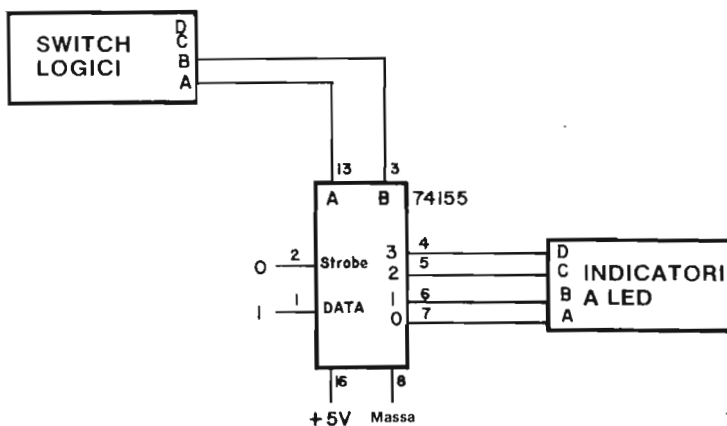 SWITCH
LOGICI
D
C
B
A
13
3
A
B
74155
0
2
Strobe
1
1
DATA
3
4
2
5
1
6
0
7
D
C
B
A
INDICATORI
A LED
16
8
+5V
Massa